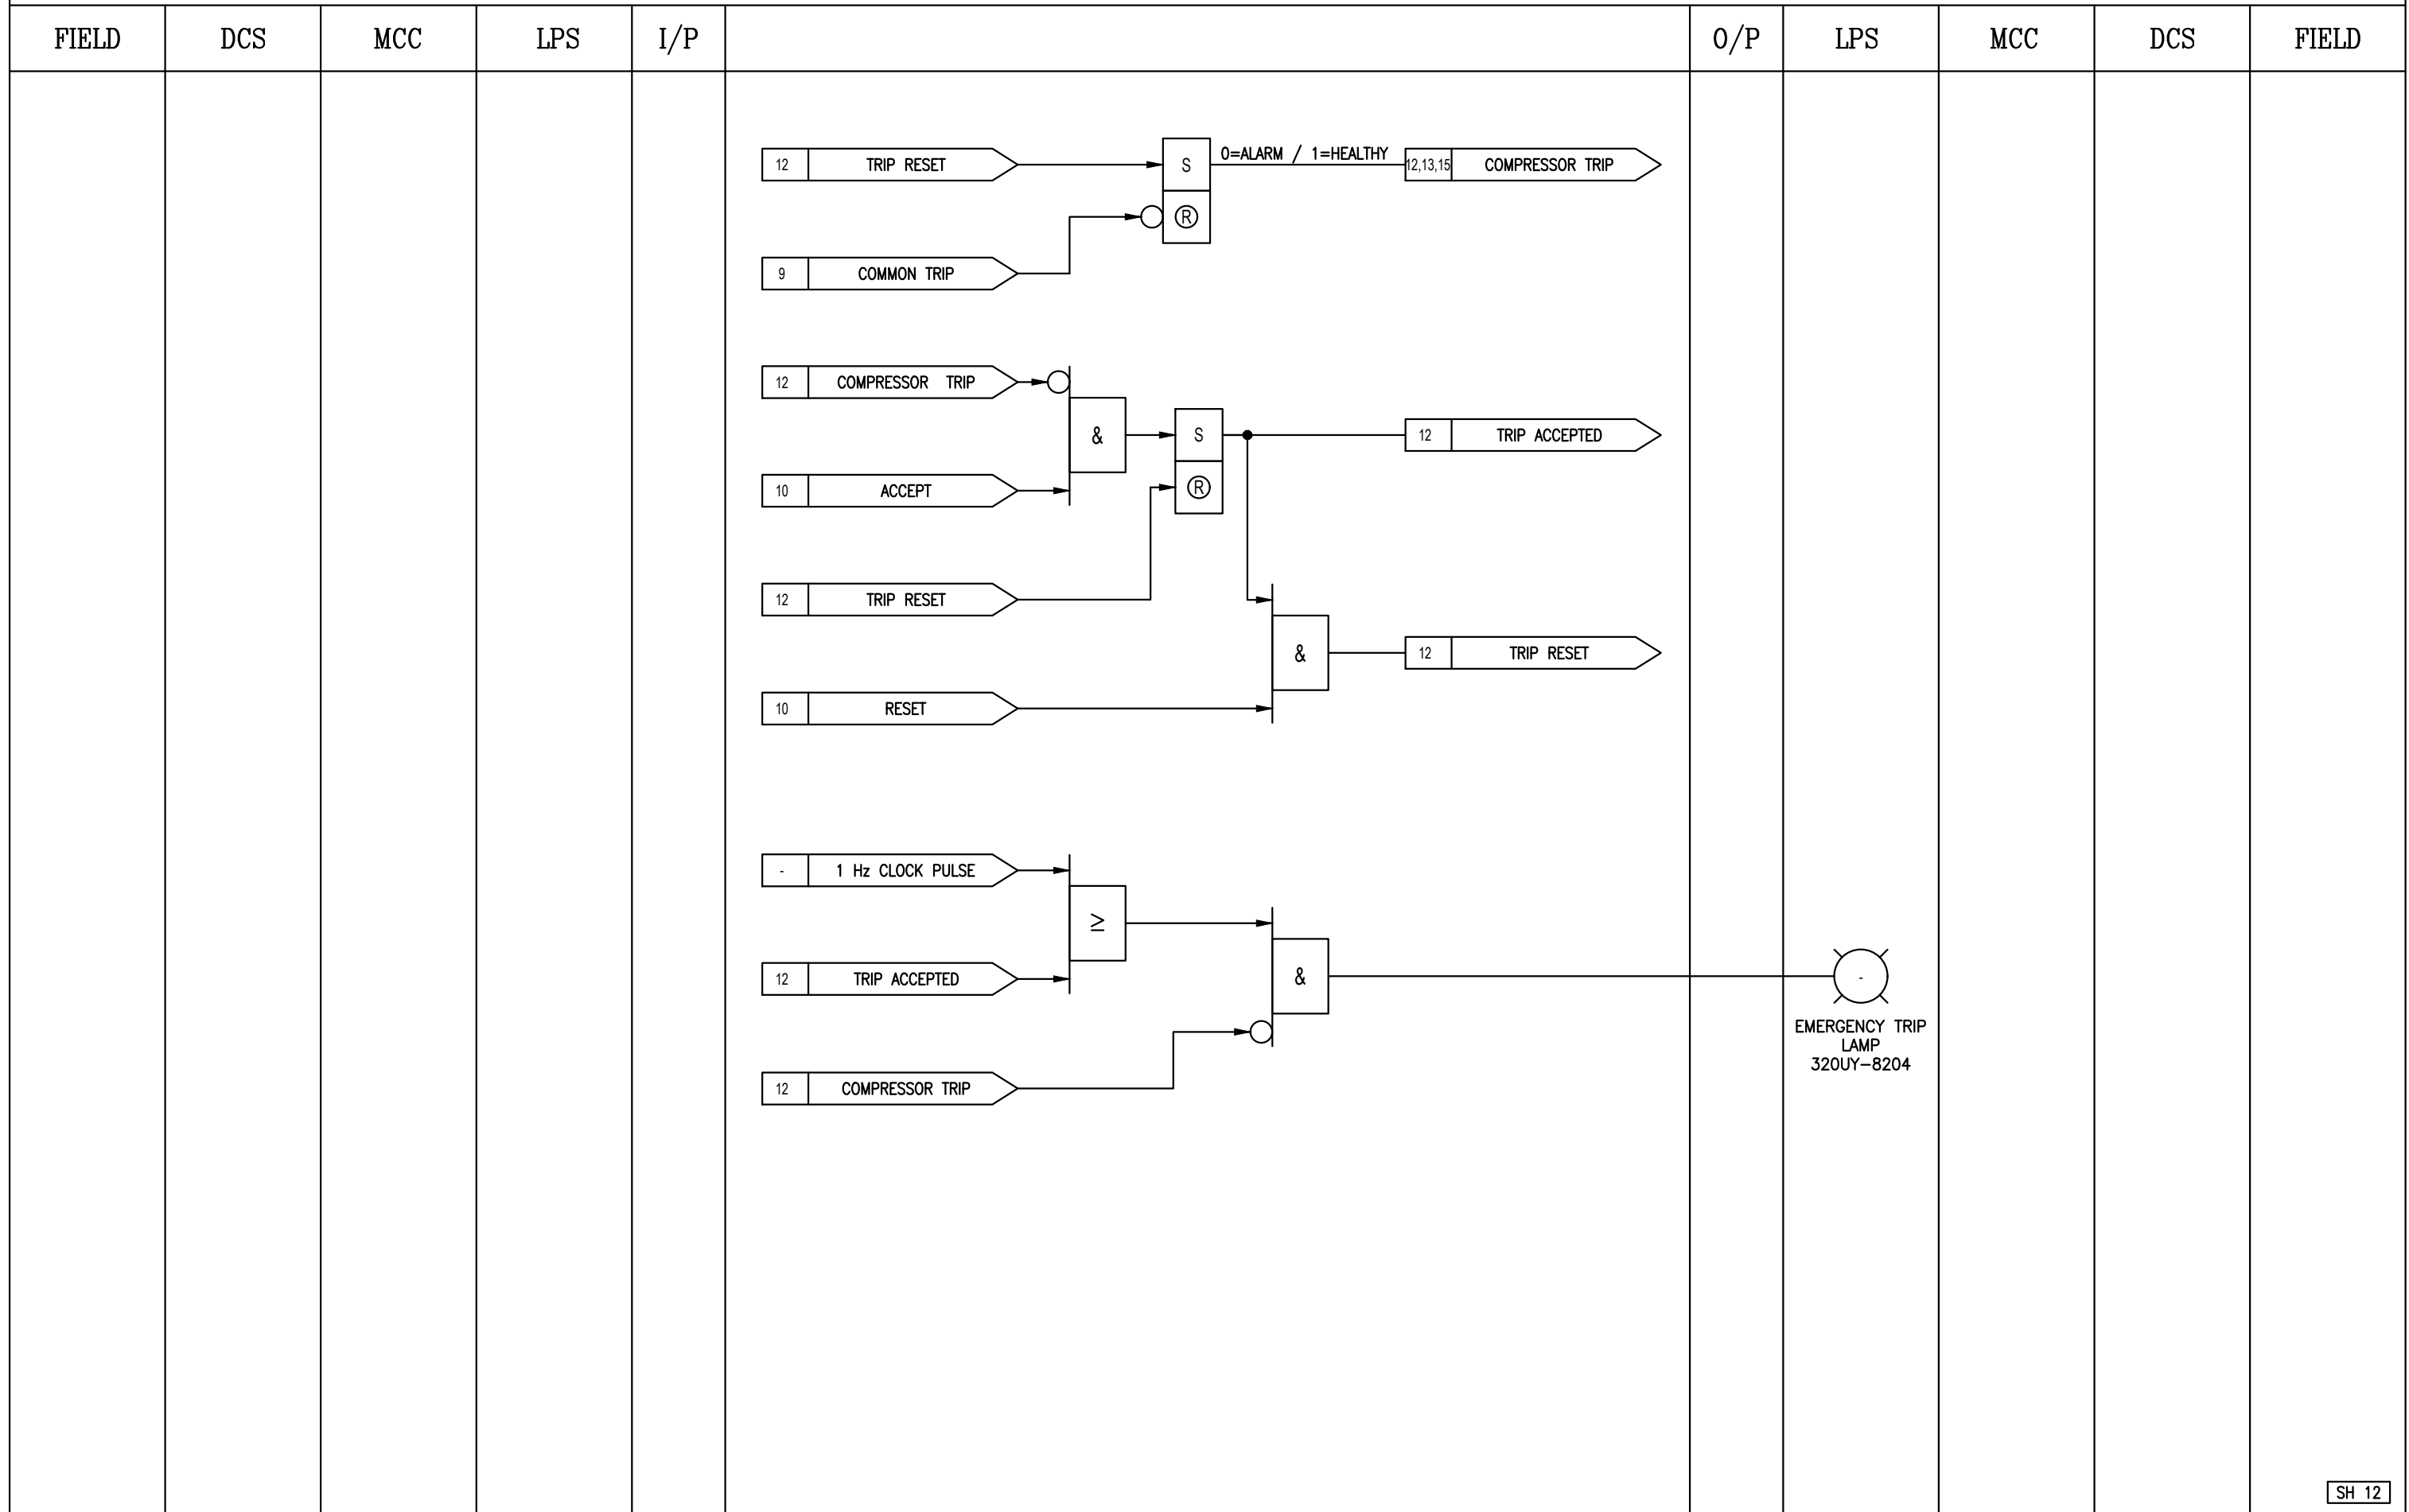 FIELD DCS MCC LPS I/P O/P LPS MCC DCS FIELD
12 TRIP RESET S 0=ALARM / 1=HEALTHY 12,13,15 COMPRESSOR TRIP
R
9 COMMON TRIP
12 COMPRESSOR TRIP
& S 12 TRIP ACCEPTED
10 ACCEPT R
12 TRIP RESET
& 12 TRIP RESET
10 RESET
- 1 Hz CLOCK PULSE
≥
12 TRIP ACCEPTED & -
EMERGENCY TRIP
LAMP
320UY-8204
12 COMPRESSOR TRIP
SH 12